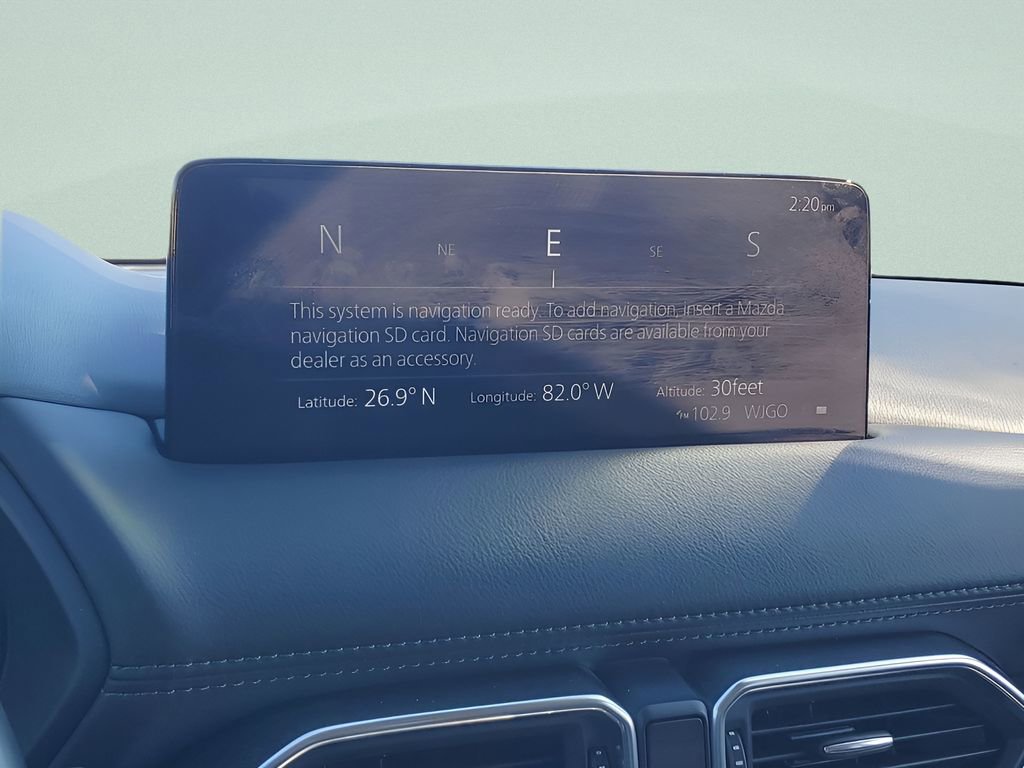 2:20pm
N NE E SE S
This system is navigation ready. To add navigation, insert a Mazda
navigation SD card. Navigation SD cards are available from your
dealer as an accessory.
Latitude: 26.9° N Longitude: 82.0° W Altitude: 30feet
FM 102.9 WJGO